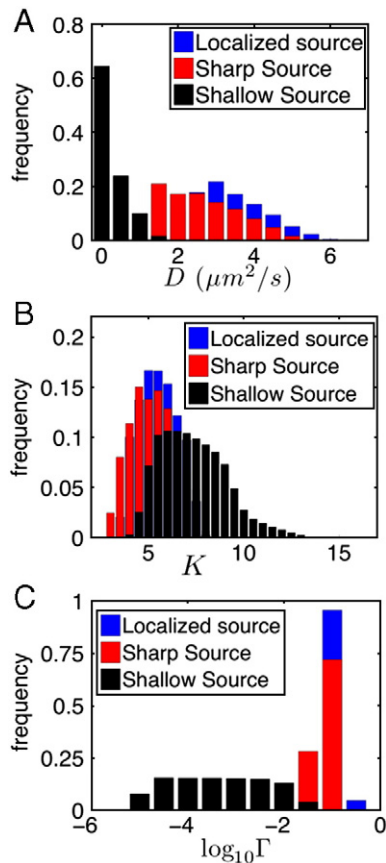 A
0.8
0.6
0.4
0.2
0
frequency
Localized source
Sharp Source
Shallow Source
0 2 4 6
D (μm²/s)
B
0.2
0.15
0.1
0.05
0
frequency
Localized source
Sharp Source
Shallow Source
5 10 15
K
C
1
0.75
0.5
0.25
0
frequency
Localized source
Sharp Source
Shallow Source
−6 −4 −2 0
log₁₀Γ